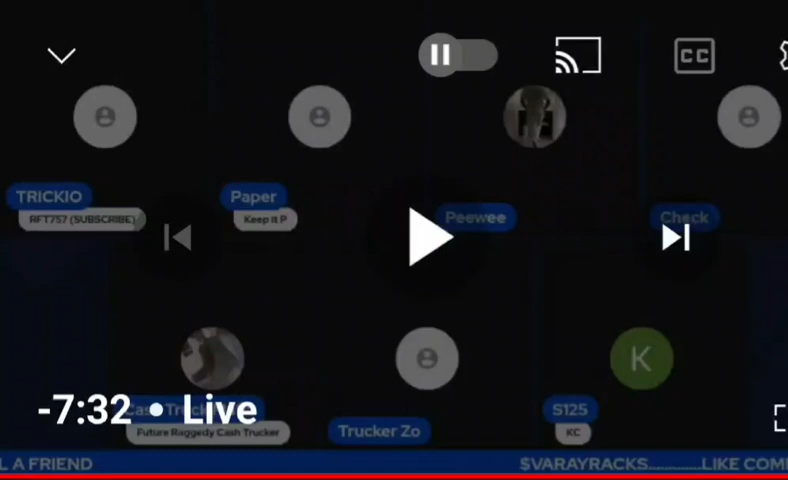 CC
TRICKIO
RFT757 (SUBSCRIBE)
Paper
Keep It P
Peewee
Check
K
-7:32 • Live
Future Raggedy Cash Trucker
Trucker Zo
S125
KC
L A FRIEND
$VARAYRACKS.............LIKE COM